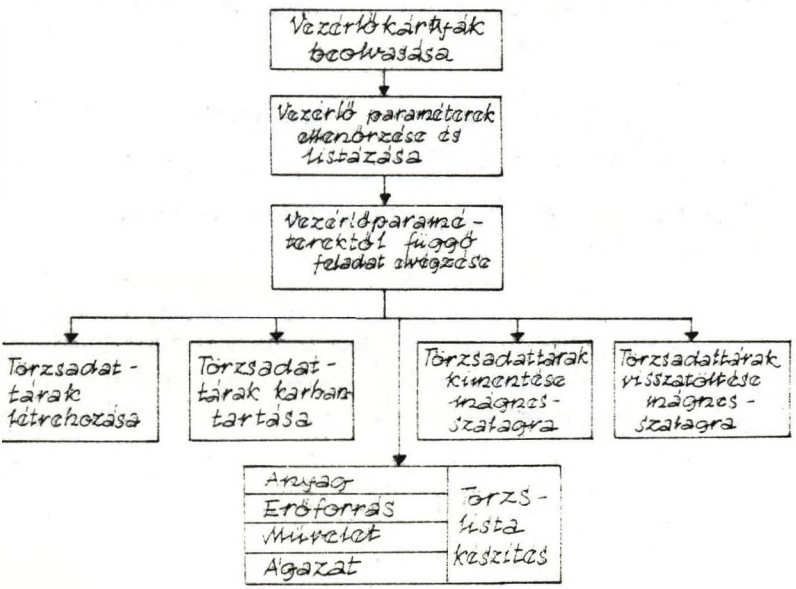 Vezérlőkártyák
beolvasása
Vezérlő paraméterek
ellenőrzése és
listázása
Vezérlőparamé-
terektől függő
feladat elvégzése
Törzsadat-
tárak
létrehozása
Törzsadat-
tárak karban
tartása
Törzsadattárak
kimentése
mágnes-
szalagra
Törzsadattárak
visszatöltése
mágnes-
szalagra
Anyag
Erőforrás
Művelet
Ágazat
Törzs-
lista
készítés